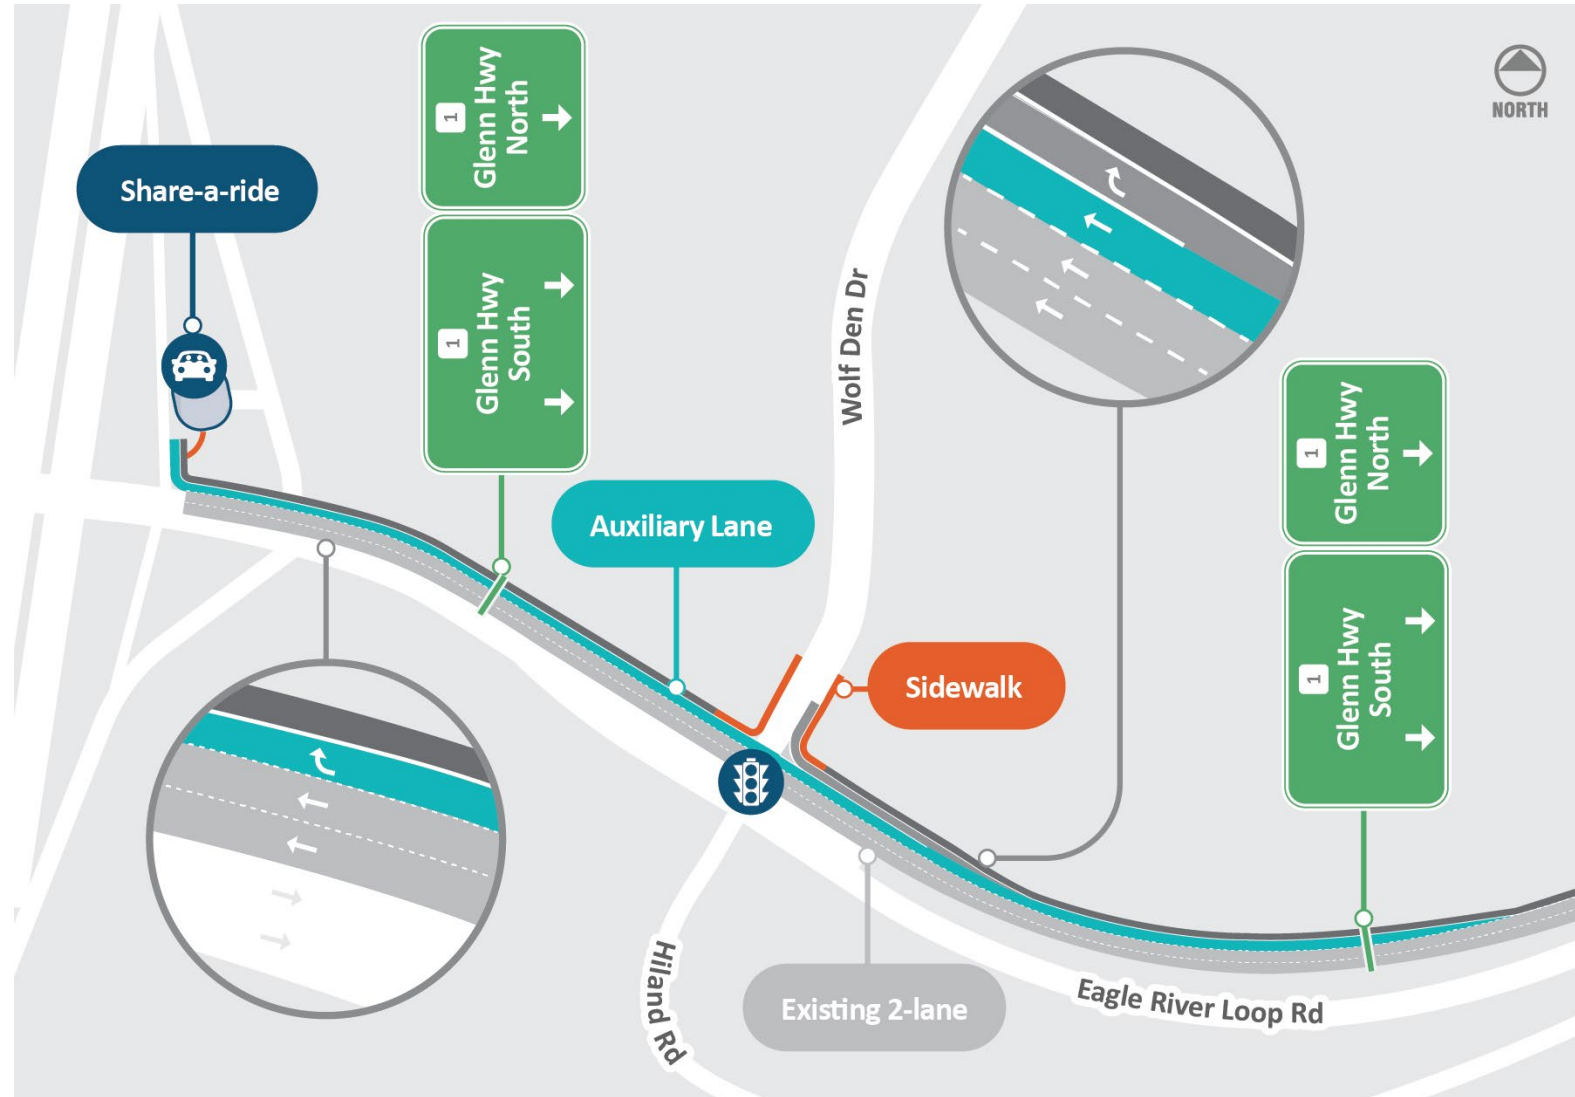 NORTH
1
Glenn Hwy
North
1
Glenn Hwy
South
Share-a-ride
Wolf Den Dr
1
Glenn Hwy
North
1
Glenn Hwy
South
Auxiliary Lane
Sidewalk
Hiland Rd
Existing 2-lane
Eagle River Loop Rd